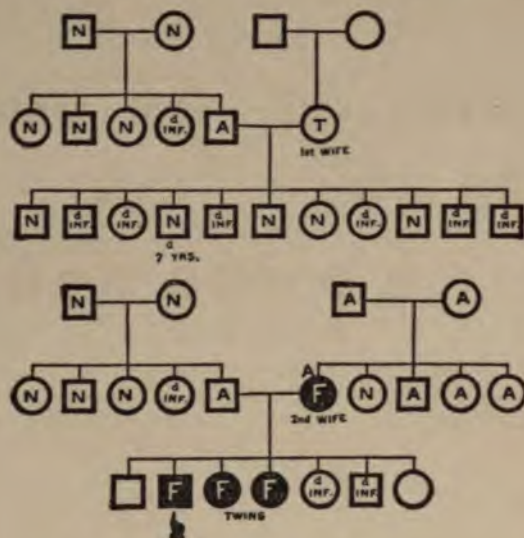 N N
N N N d INF. A T
1st WIFE
N d INF. d INF. N d INF. N N d INF. N d INF. d INF.
d
7 YRS.
N N A A
N N N d INF. A A F N A A A
2nd WIFE
F F F d INF. d INF.
TWINS